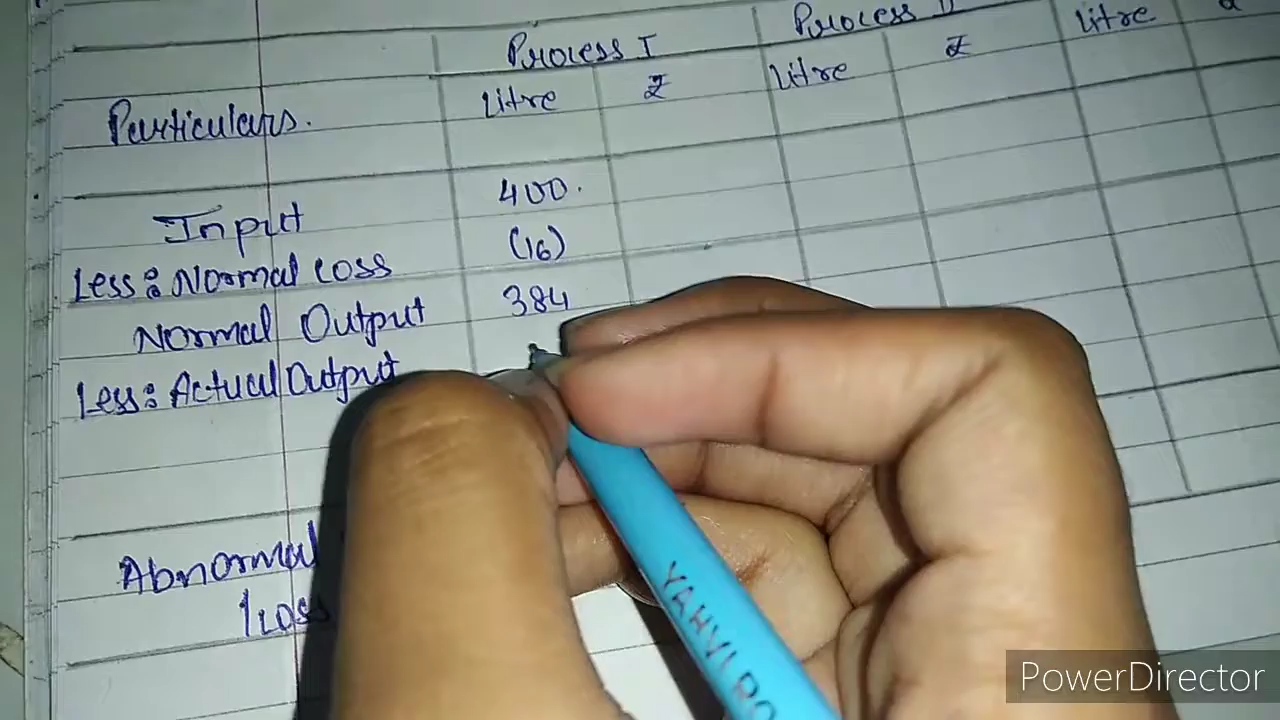 Process I Process II
Litre ₹ Litre ₹ Litre
Particulars.
Input 400.
Less: Normal Loss (16)
Normal Output 384
Less: Actual Output
Abnormal
Loss
YAHVI
PowerDirector